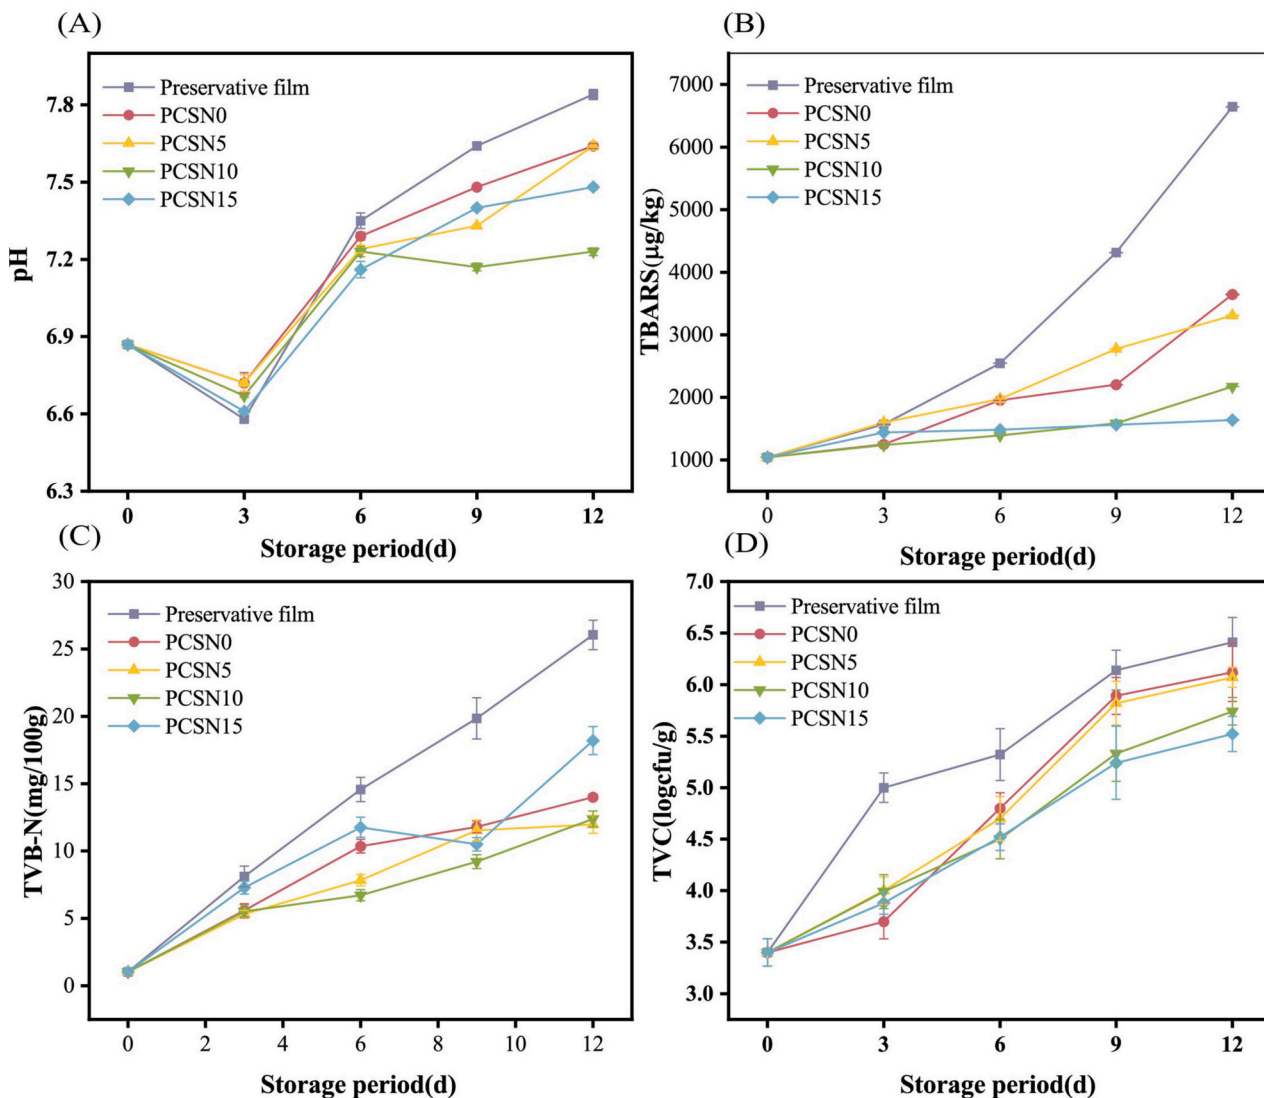 (A)
Preservative film
PCSN0
PCSN5
PCSN10
PCSN15
7.8
7.5
7.2
6.9
6.6
6.3
pH
0 3 6 9 12
Storage period(d)
(B)
Preservative film
PCSN0
PCSN5
PCSN10
PCSN15
7000
6000
5000
4000
3000
2000
1000
TBARS(μg/kg)
0 3 6 9 12
Storage period(d)
(C)
Preservative film
PCSN0
PCSN5
PCSN10
PCSN15
30
25
20
15
10
5
0
TVB-N(mg/100g)
0 2 4 6 8 10 12
Storage period(d)
(D)
Preservative film
PCSN0
PCSN5
PCSN10
PCSN15
7.0
6.5
6.0
5.5
5.0
4.5
4.0
3.5
3.0
TVC(logcfu/g)
0 3 6 9 12
Storage period(d)